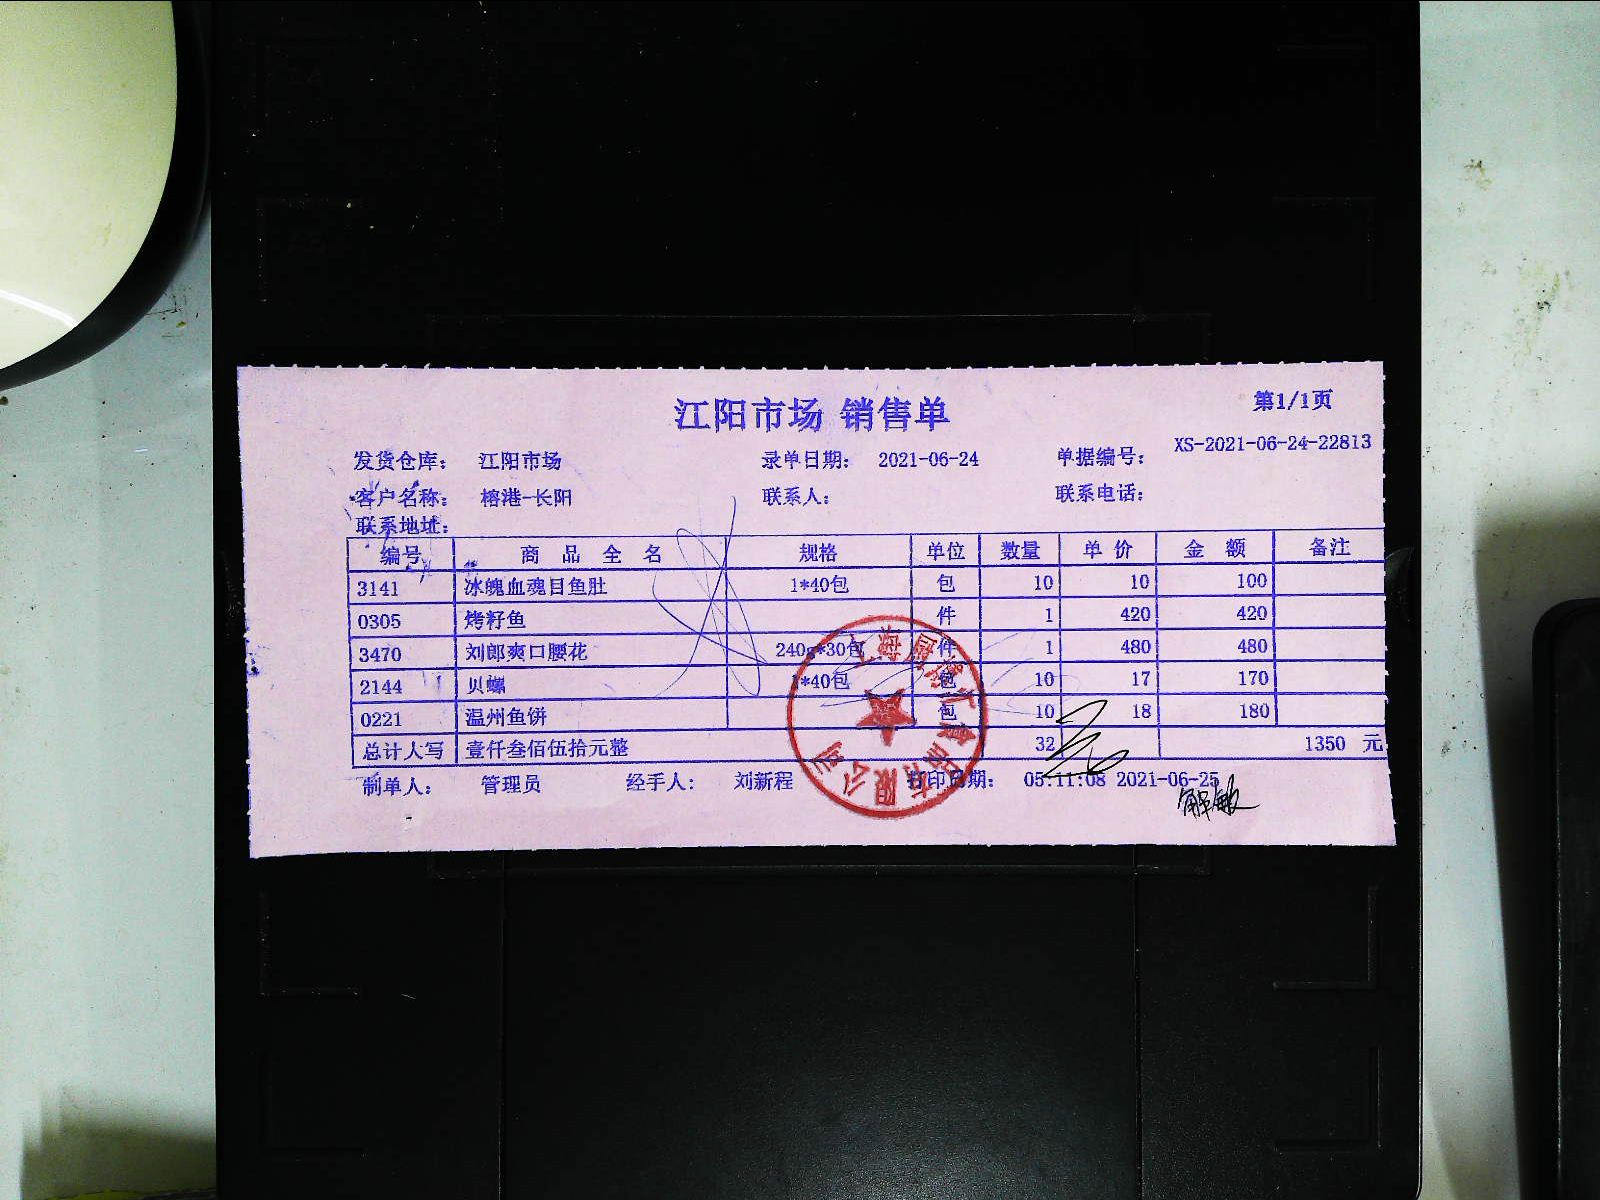 江阳市场 销售单
第1/1页
发货仓库： 江阳市场 录单日期： 2021-06-24 单据编号： XS-2021-06-24-22813
客户名称： 榕港-长阳 联系人： 联系电话：
联系地址：
编号 商品全名 规格 单位 数量 单价 金额 备注
3141 冰魄血魂目鱼肚 1*40包 包 10 10 100
0305 烤籽鱼 件 1 420 420
3470 刘郎爽口腰花 240g*30包 件 1 480 480
2144 贝螺 1*40包 包 10 17 170
0221 温州鱼饼 包 10 18 180
总计大写 壹仟叁佰伍拾元整 32 1350 元
制单人： 管理员 经手人： 刘新程 打印日期： 05:11:08 2021-06-25
有限公司